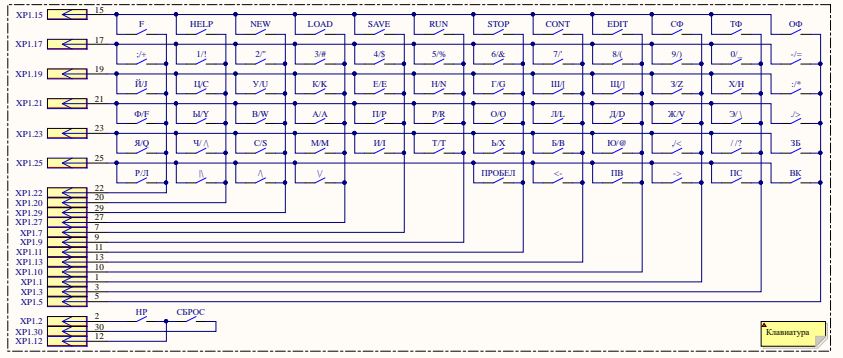 XP1.15 15 F HELP NEW LOAD SAVE RUN STOP CONT EDIT СФ ТФ ОФ
XP1.17 17 ;/+ 1/! 2/" 3/# 4/$ 5/% 6/& 7/' 8/( 9/) 0/_ -/=
XP1.19 19 Й/J Ц/C У/U К/K Е/E Н/N Г/G Ш/[ Щ/] З/Z Х/H :/*
XP1.21 21 Ф/F Ы/Y В/W А/A П/P Р/R О/O Л/L Д/D Ж/V Э/\ ./>
XP1.23 23 Я/Q Ч/ /\ С/S М/M И/I Т/T Ь/X Б/B Ю/@ ,/< / /? ЗБ
XP1.25 25 Р/Л |\ /\ \/ ПРОБЕЛ <- ПВ -> ПС ВК
XP1.22 22
XP1.20 20
XP1.29 29
XP1.27 27
XP1.7 7
XP1.9 9
XP1.11 11
XP1.13 13
XP1.10 10
XP1.1 1
XP1.3 3
XP1.5 5
XP1.2 2 НР СБРОС
XP1.30 30
XP1.12 12
Клавиатура